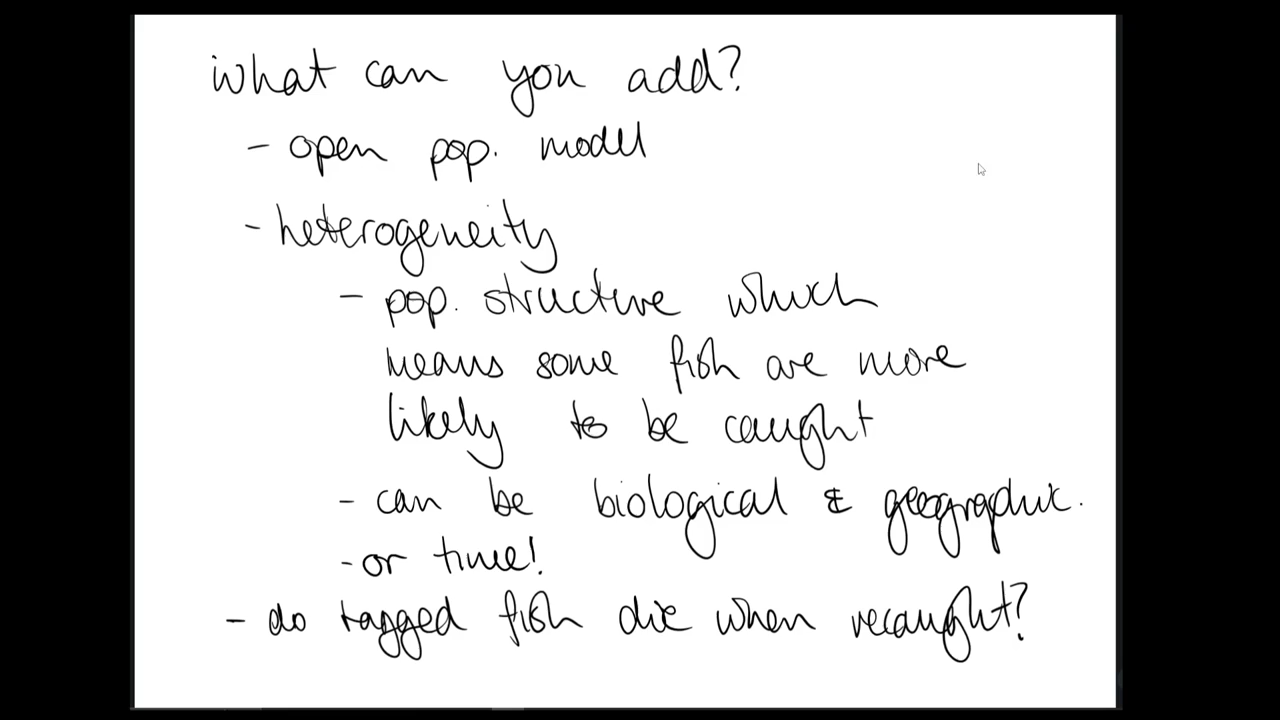 what can you add?
- open pop. model
- heterogeneity
- pop. structure which
means some fish are more
likely to be caught
- can be biological & geographic.
- or time!
- do tagged fish die when recaught?